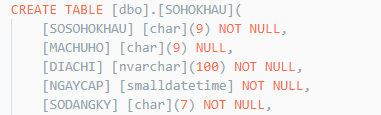 CREATE TABLE [dbo].[SOHOKHAU](
[SOSOHOKHAU] [char](9) NOT NULL,
[MACHUHO] [char](9) NULL,
[DIACHI] [nvarchar](100) NOT NULL,
[NGAYCAP] [smalldatetime] NOT NULL,
[SODANGKY] [char](7) NOT NULL,